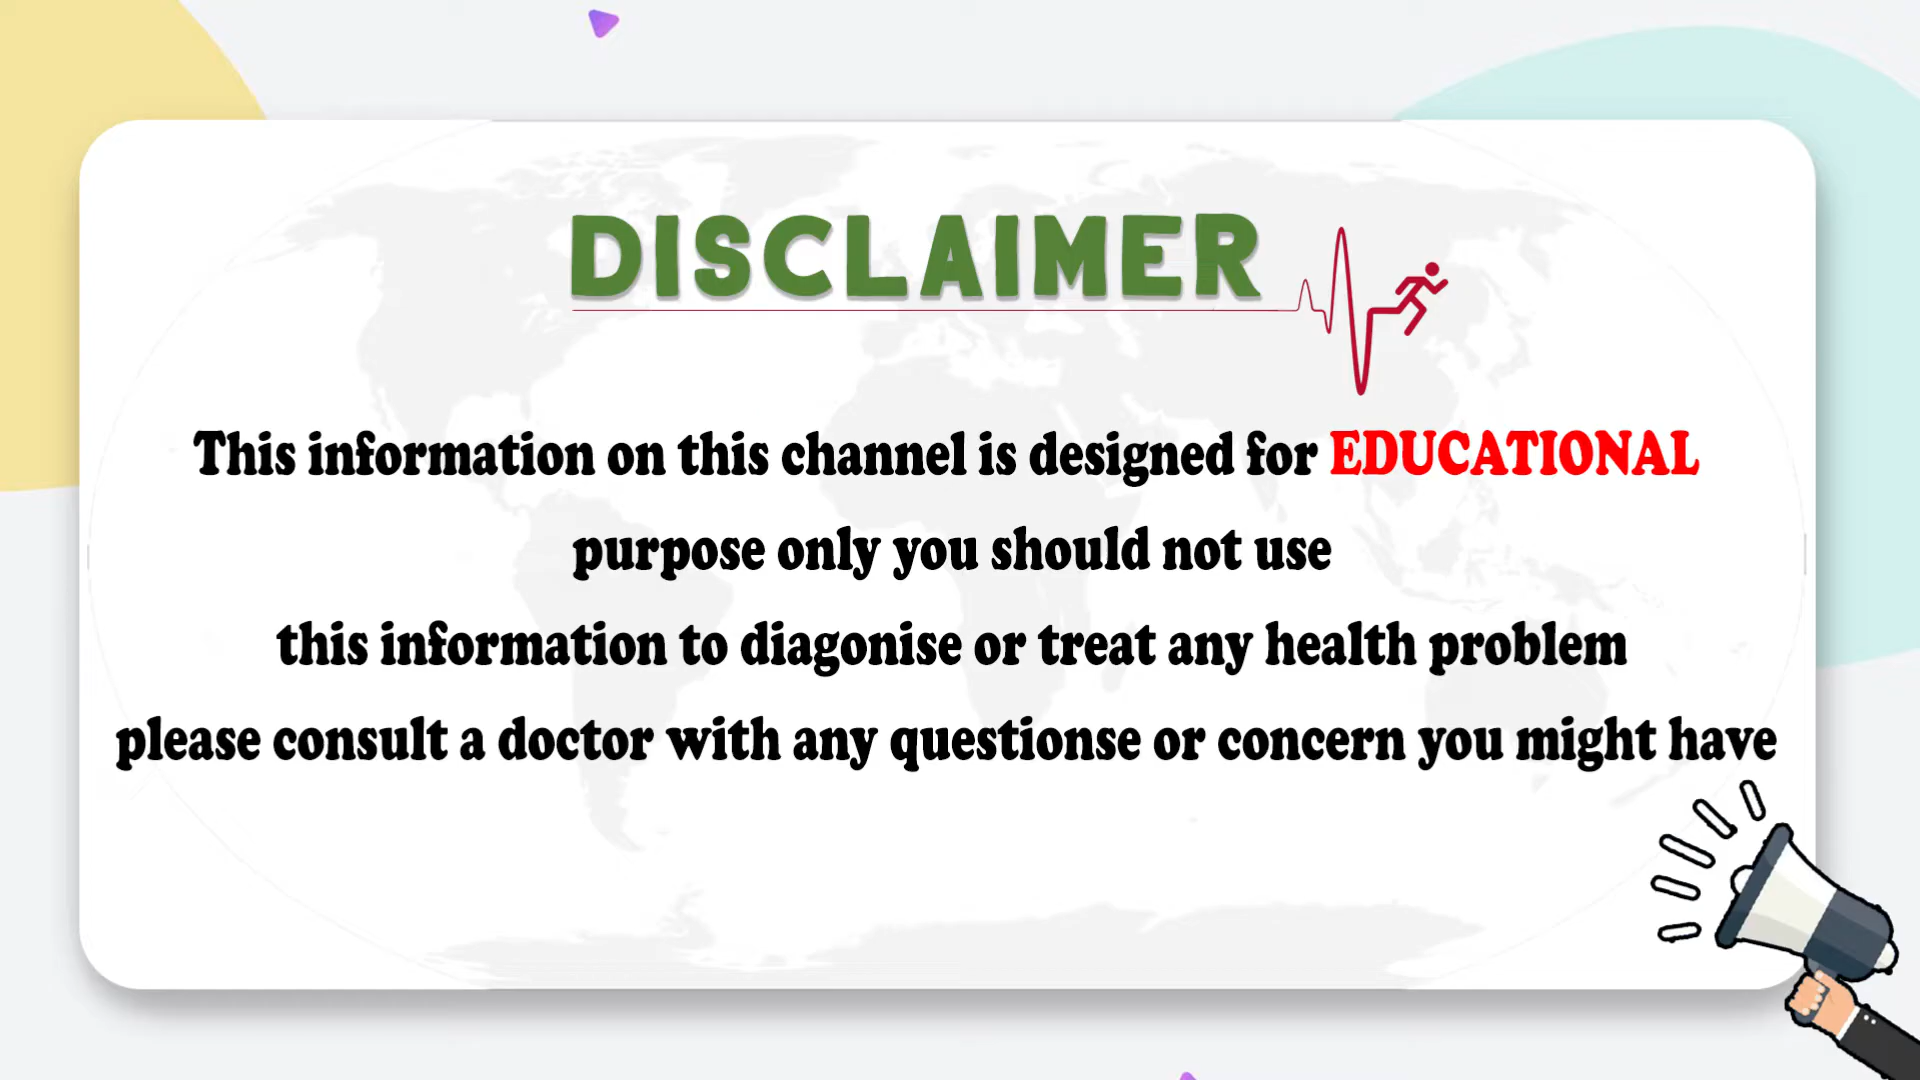 DISCLAIMER
This information on this channel is designed for EDUCATIONAL
purpose only you should not use
this information to diagonise or treat any health problem
please consult a doctor with any questionse or concern you might have